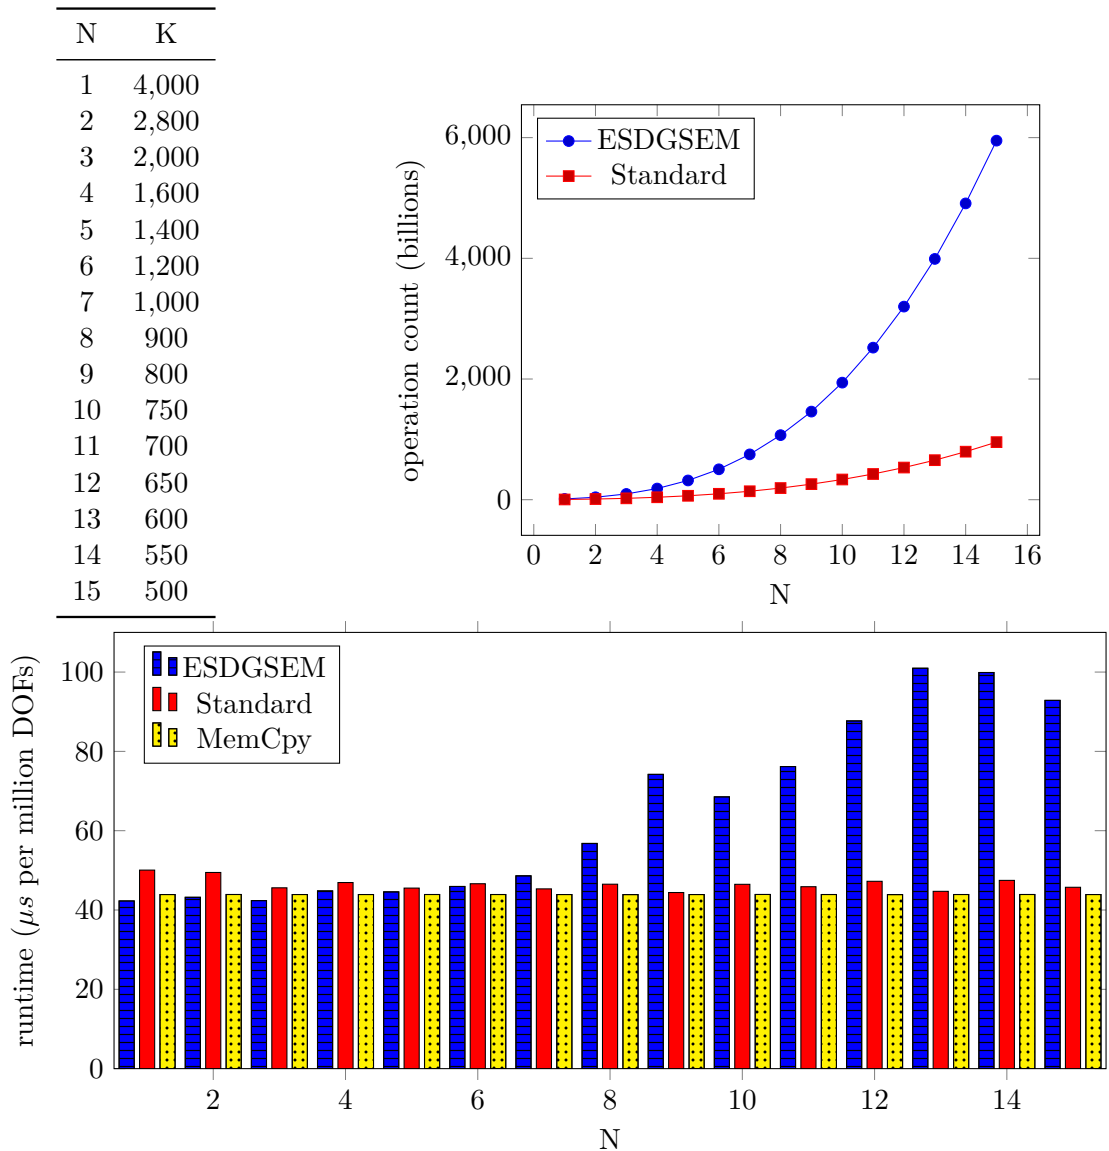 N K
1 4,000
2 2,800
3 2,000
4 1,600
5 1,400
6 1,200
7 1,000
8 900
9 800
10 750
11 700
12 650
13 600
14 550
15 500
operation count (billions)
6,000
4,000
2,000
0
ESDGSEM
Standard
0 2 4 6 8 10 12 14 16
N
runtime (μs per million DOFs)
100
80
60
40
20
0
ESDGSEM
Standard
MemCpy
2 4 6 8 10 12 14
N